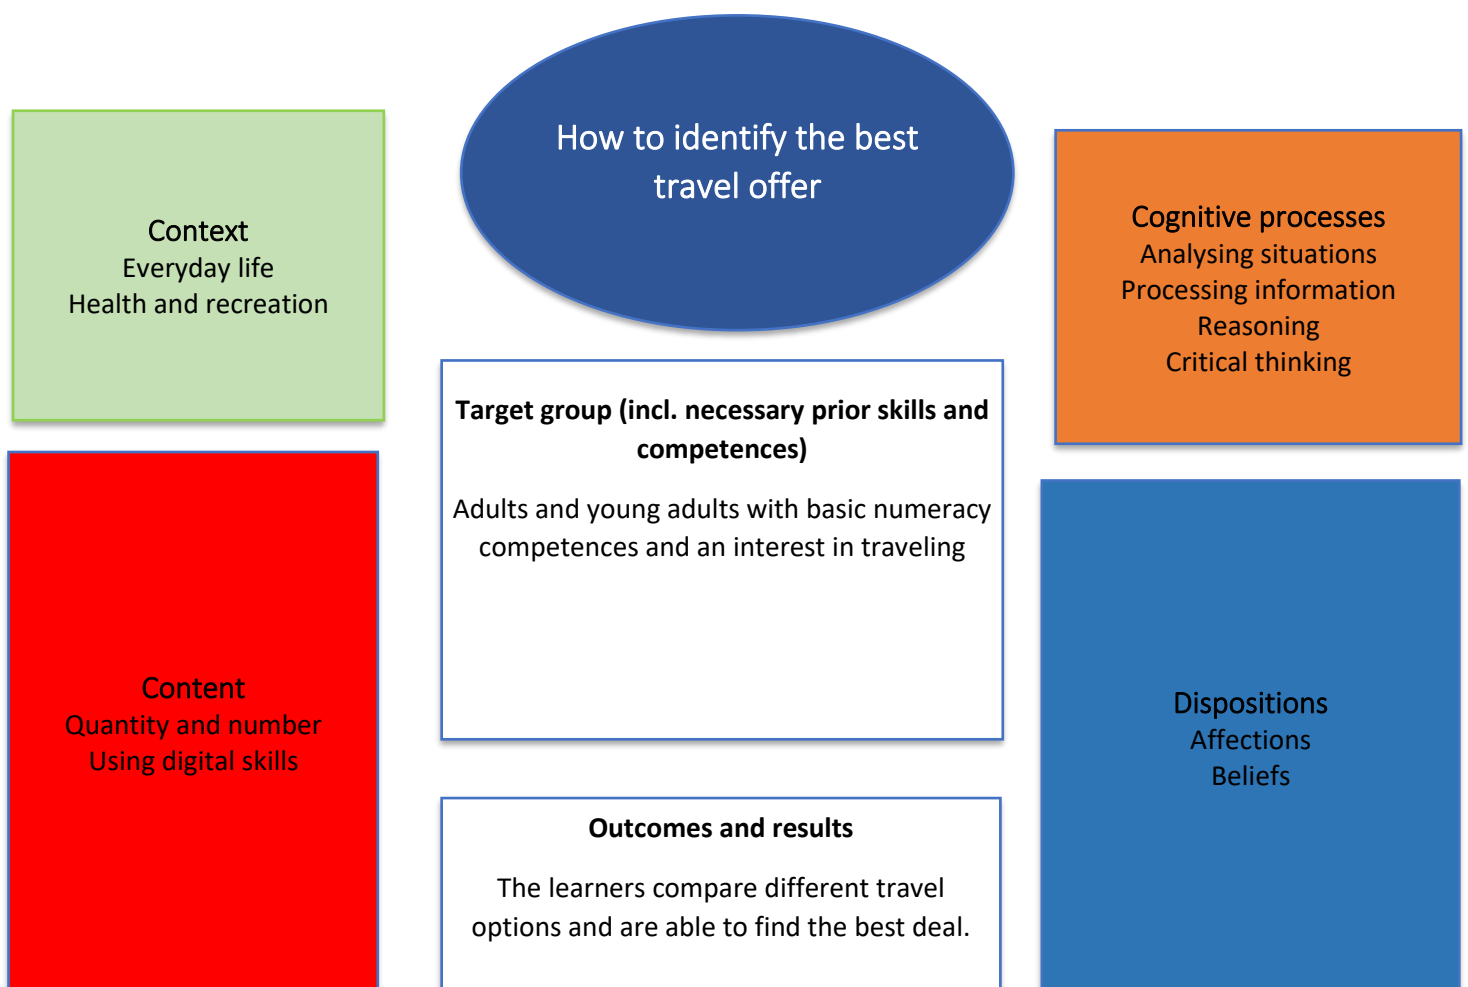 How to identify the best
travel offer
Context
Everyday life
Health and recreation
Cognitive processes
Analysing situations
Processing information
Reasoning
Critical thinking
Target group (incl. necessary prior skills and
competences)
Adults and young adults with basic numeracy
competences and an interest in traveling
Content
Quantity and number
Using digital skills
Dispositions
Affections
Beliefs
Outcomes and results
The learners compare different travel
options and are able to find the best deal.